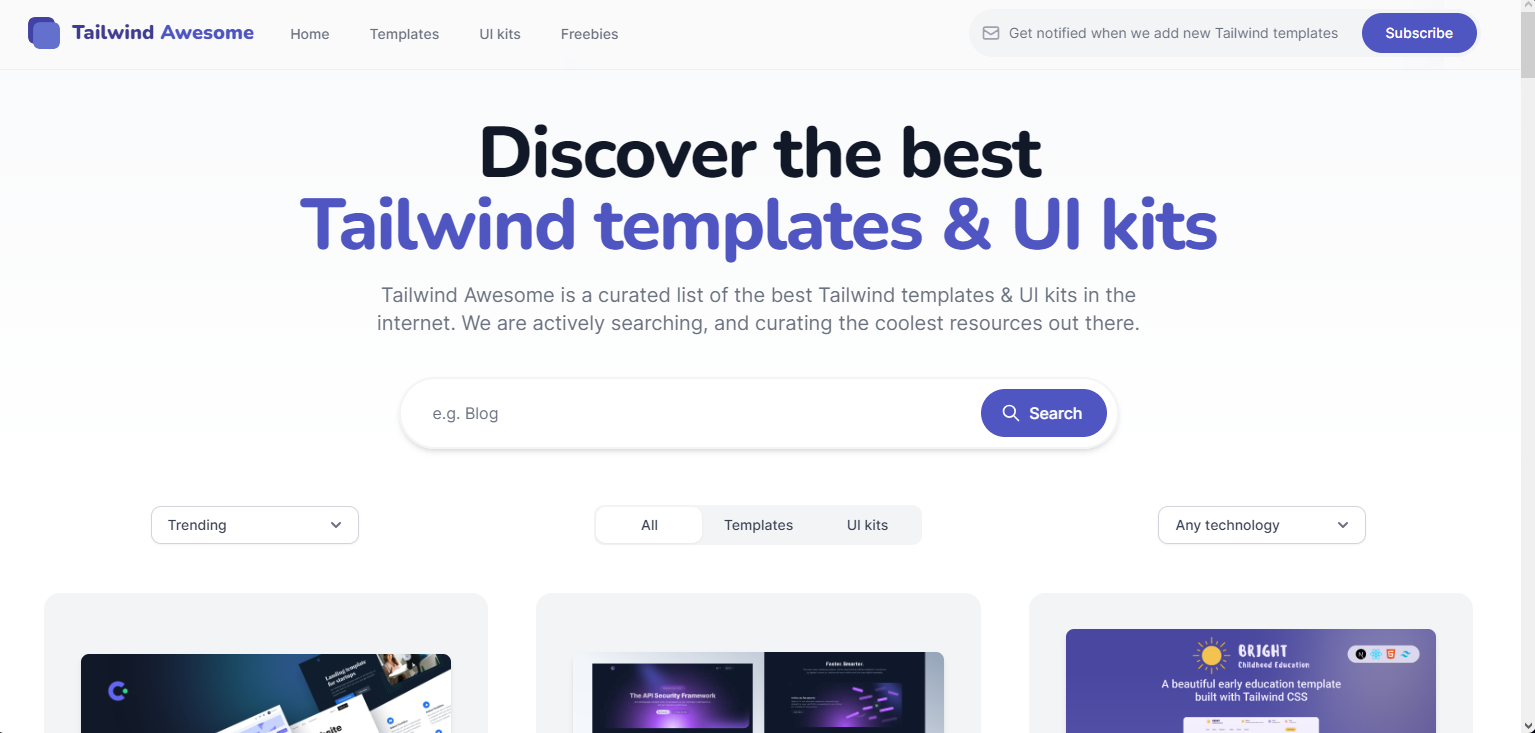 Tailwind Awesome
Home
Templates
UI kits
Freebies
Get notified when we add new Tailwind templates
Subscribe
Discover the best
Tailwind templates & UI kits
Tailwind Awesome is a curated list of the best Tailwind templates & UI kits in the
internet. We are actively searching, and curating the coolest resources out there.
e.g. Blog
Search
Trending
All
Templates
UI kits
Any technology
Leading template
for startups
The API Security Framework
Faster. Smarter.
BRIGHT
Childhood Education
A beautiful early education template
built with Tailwind CSS